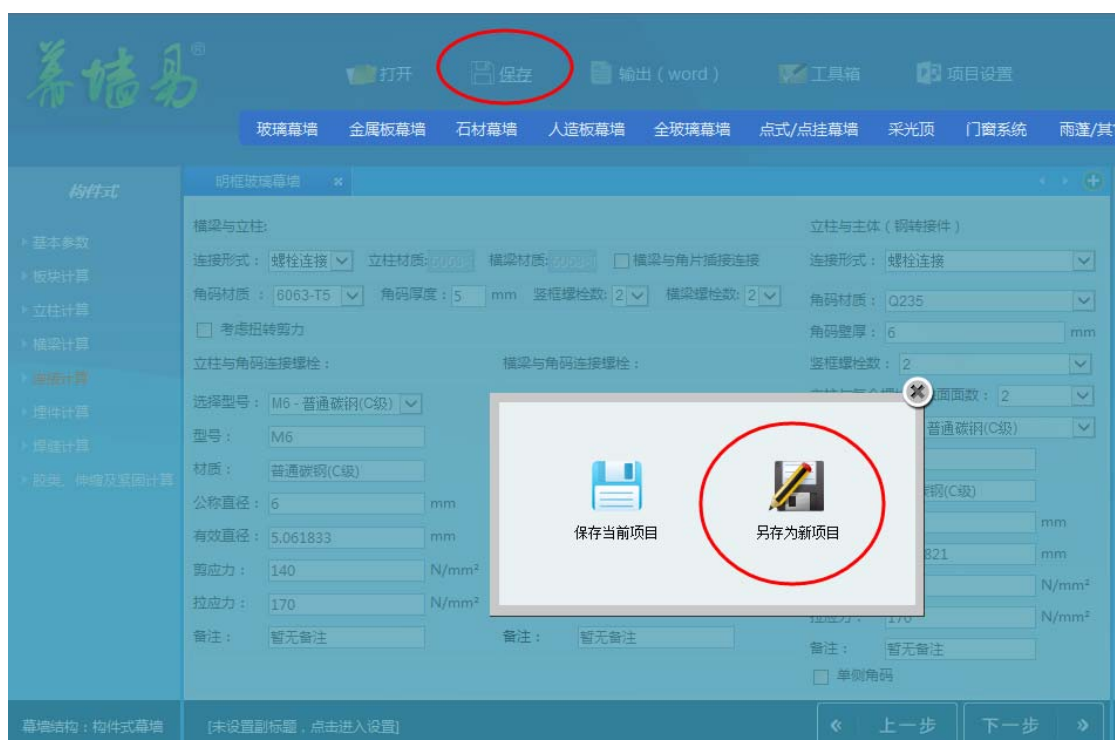 幕墙易®
打开 保存 输出（word） 工具箱 项目设置
玻璃幕墙 金属板幕墙 石材幕墙 人造板幕墙 全玻璃幕墙 点式/点挂幕墙 采光顶 门窗系统 雨蓬/其
构件式
明框玻璃幕墙
基本参数
板块计算
立柱计算
横梁计算
连接计算
埋件计算
焊缝计算
胶类、伸缩及紧固计算
横梁与立柱:
连接形式： 螺栓连接 立柱材质: 横梁材质: 横梁与角片插接连接
角码材质： 6063-T5 角码厚度：5 mm 竖框螺栓数: 2 横梁螺栓数: 2
考虑扭转剪力
立柱与角码连接螺栓： 横梁与角码连接螺栓：
选择型号： M6 - 普通碳钢(C级)
型号： M6
材质： 普通碳钢(C级)
公称直径： 6 mm
有效直径： 5.061833 mm
剪应力： 140 N/mm²
拉应力： 170 N/mm²
备注： 暂无备注 备注： 暂无备注
立柱与主体（钢转接件）
连接形式： 螺栓连接
角码材质： Q235
角码壁厚： 6 mm
竖框螺栓数： 2
面数： 2
普通碳钢(C级)
碳钢(C级)
mm
821 mm
N/mm²
拉应力： 170 N/mm²
备注： 暂无备注
单侧角码
保存当前项目 另存为新项目
幕墙结构：构件式幕墙 [未设置副标题，点击进入设置] 上一步 下一步